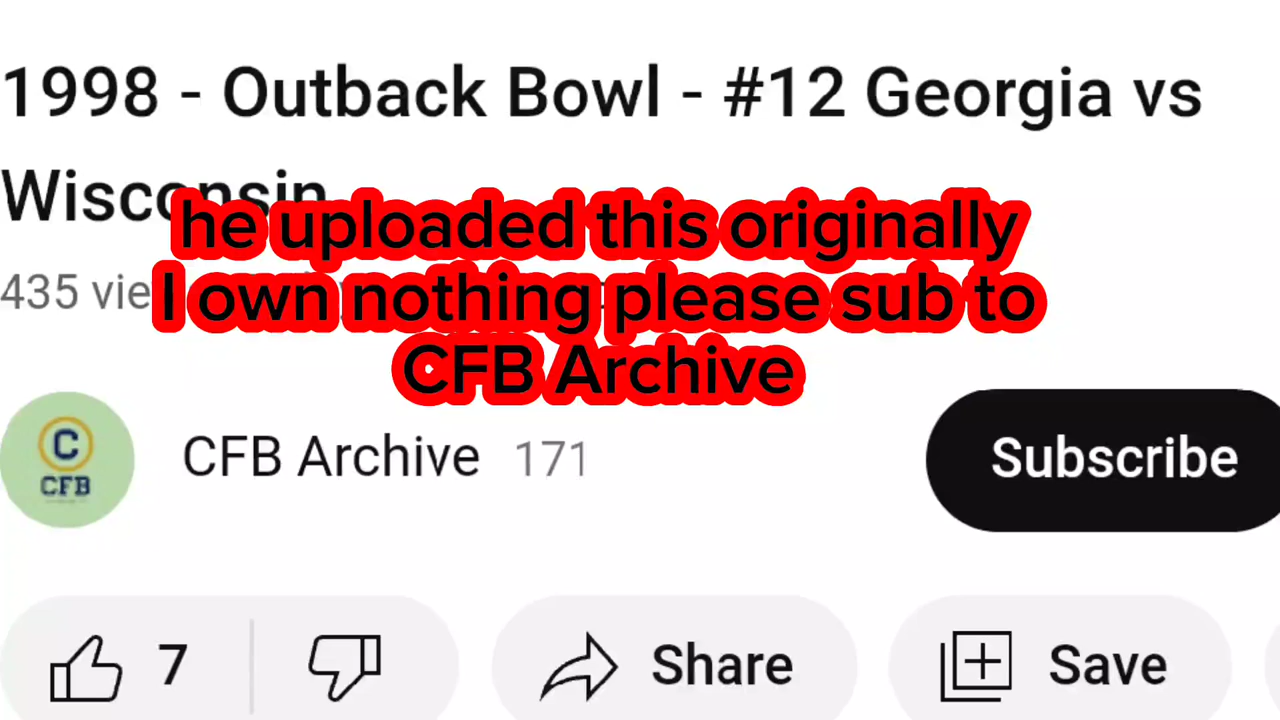 1998 - Outback Bowl - #12 Georgia vs
Wisconsin
he uploaded this originally
435 vie
I own nothing please sub to
CFB Archive
C
CFB
CFB Archive 171
Subscribe
7
Share
Save